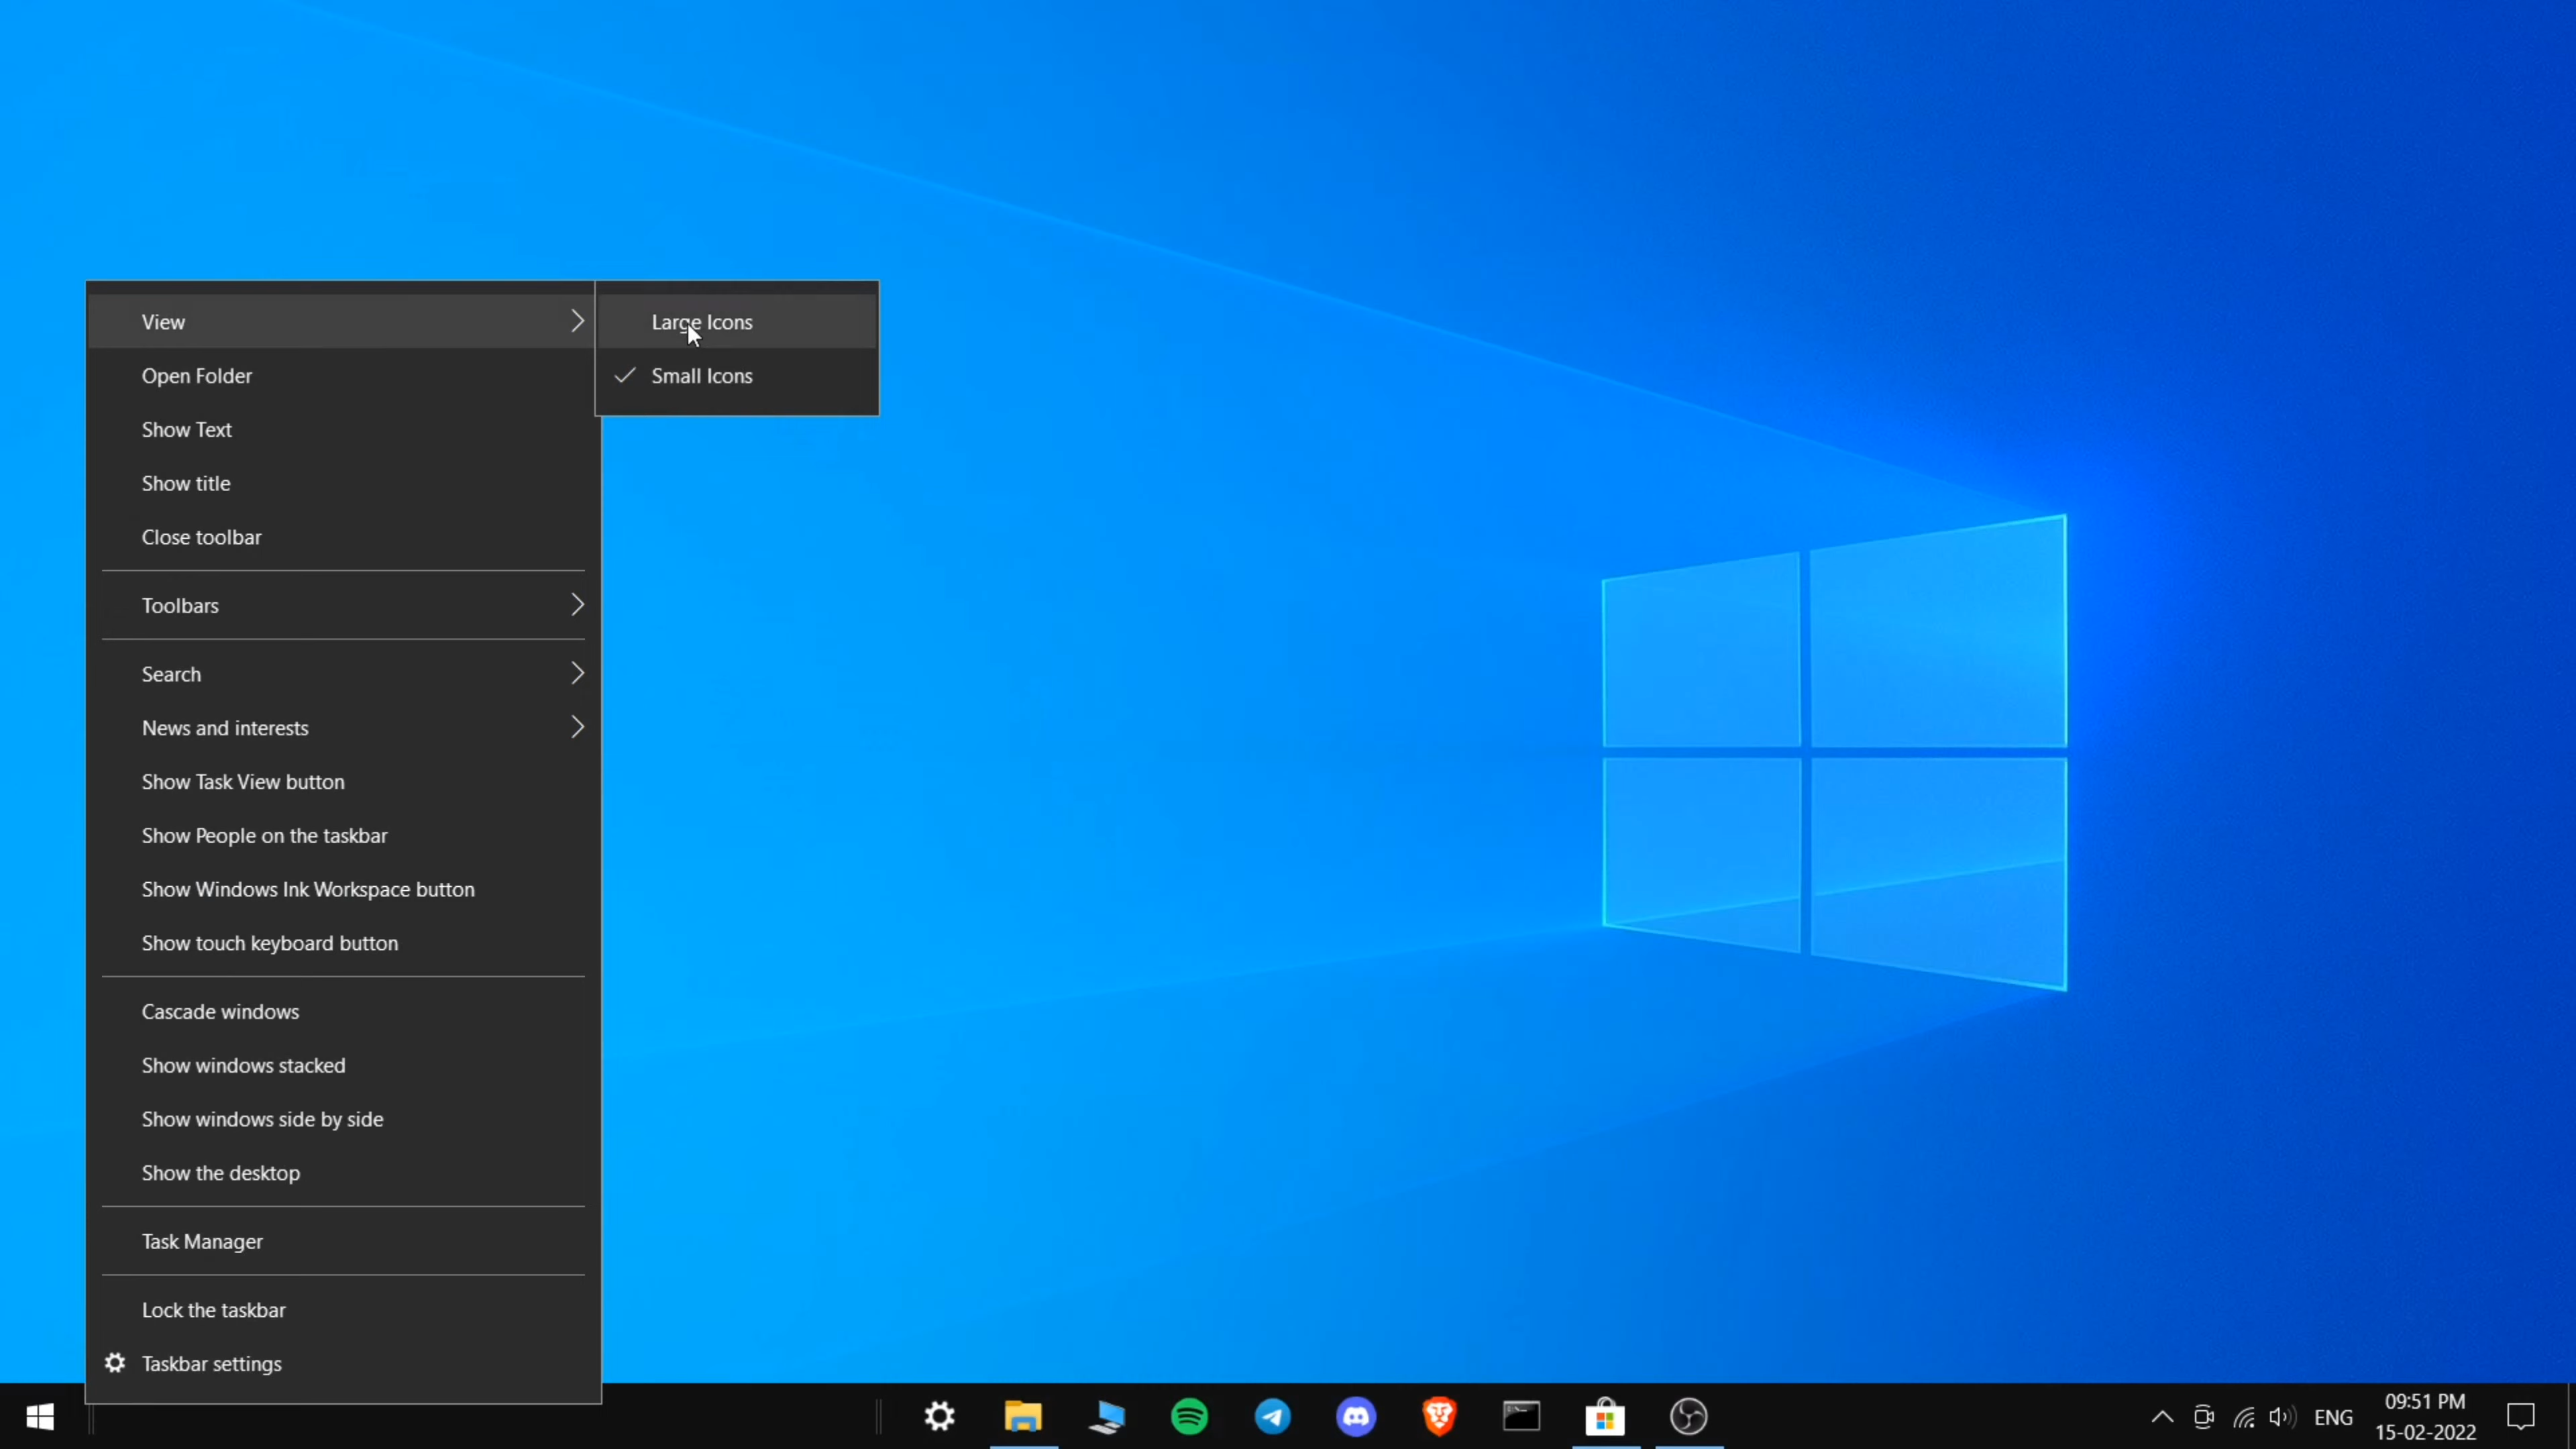 View
Large Icons
Open Folder
Small Icons
Show Text
Show title
Close toolbar
Toolbars
Search
News and interests
Show Task View button
Show People on the taskbar
Show Windows Ink Workspace button
Show touch keyboard button
Cascade windows
Show windows stacked
Show windows side by side
Show the desktop
Task Manager
Lock the taskbar
Taskbar settings
ENG
09:51 PM
15-02-2022